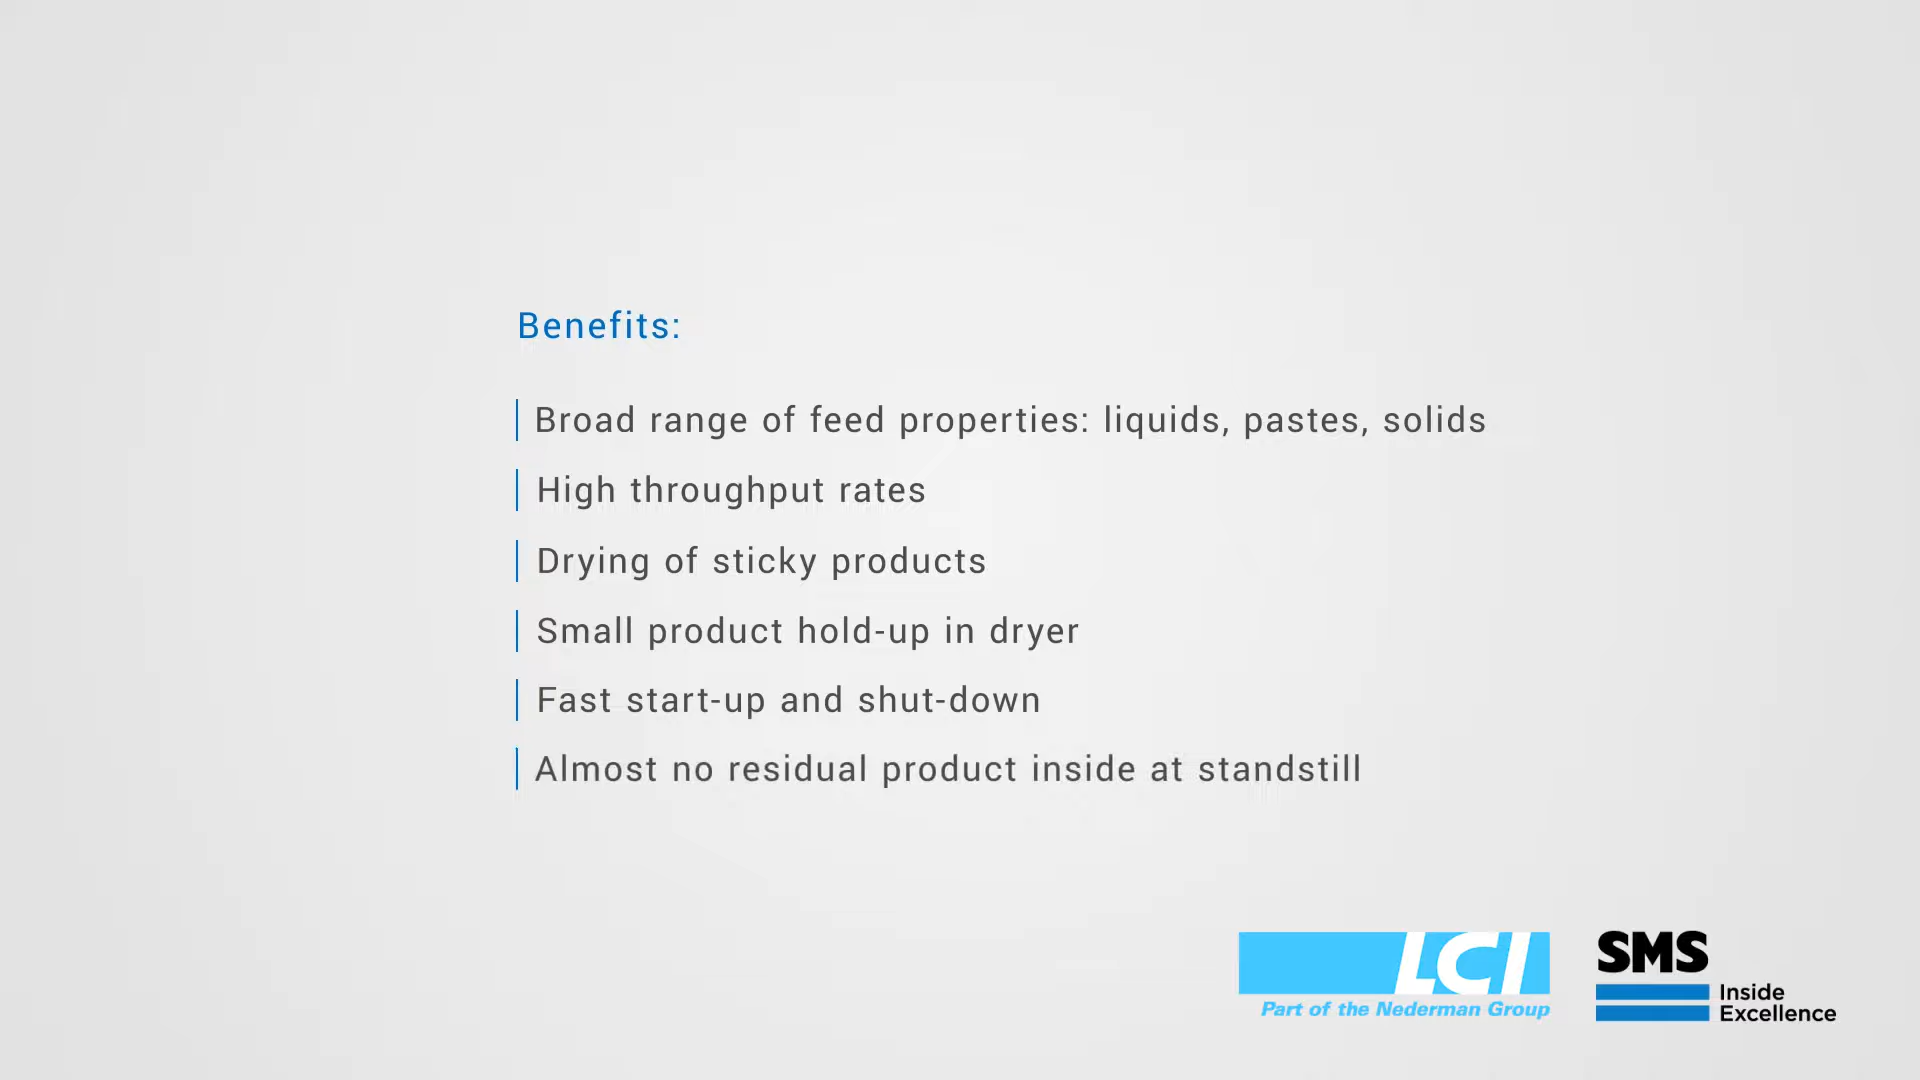 Benefits:
Broad range of feed properties: liquids, pastes, solids
High throughput rates
Drying of sticky products
Small product hold-up in dryer
Fast start-up and shut-down
Almost no residual product inside at standstill
LCI
Part of the Nederman Group
SMS
Inside
Excellence